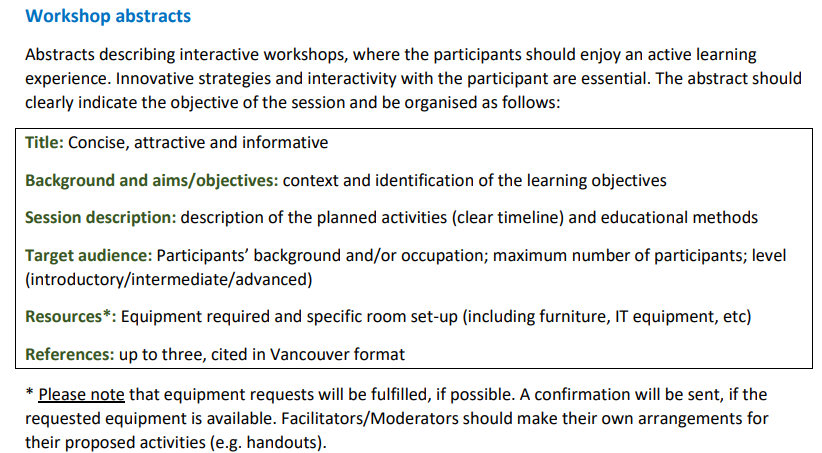 Workshop abstracts
Abstracts describing interactive workshops, where the participants should enjoy an active learning
experience. Innovative strategies and interactivity with the participant are essential. The abstract should
clearly indicate the objective of the session and be organised as follows:
Title: Concise, attractive and informative
Background and aims/objectives: context and identification of the learning objectives
Session description: description of the planned activities (clear timeline) and educational methods
Target audience: Participants’ background and/or occupation; maximum number of participants; level
(introductory/intermediate/advanced)
Resources*: Equipment required and specific room set-up (including furniture, IT equipment, etc)
References: up to three, cited in Vancouver format
* Please note that equipment requests will be fulfilled, if possible. A confirmation will be sent, if the
requested equipment is available. Facilitators/Moderators should make their own arrangements for
their proposed activities (e.g. handouts).